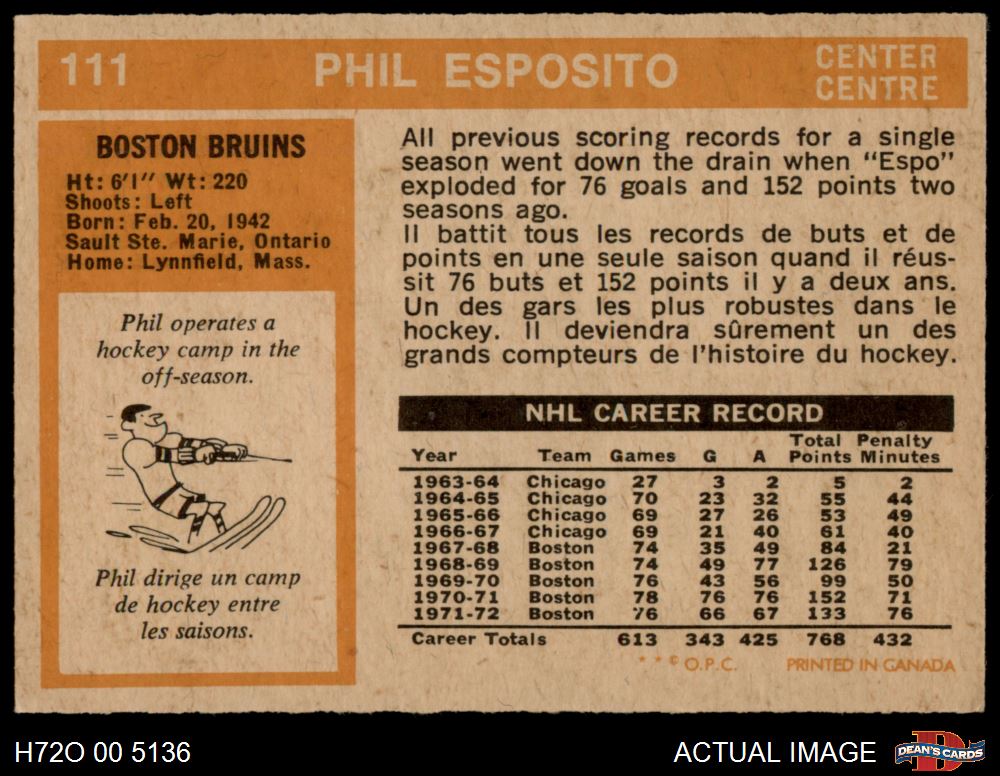 111 PHIL ESPOSITO CENTER
CENTRE
BOSTON BRUINS
Ht: 6'1'' Wt: 220
Shoots: Left
Born: Feb. 20, 1942
Sault Ste. Marie, Ontario
Home: Lynnfield, Mass.
Phil operates a
hockey camp in the
off-season.
Phil dirige un camp
de hockey entre
les saisons.
All previous scoring records for a single
season went down the drain when "Espo"
exploded for 76 goals and 152 points two
seasons ago.
Il battit tous les records de buts et de
points en une seule saison quand il réus-
sit 76 buts et 152 points il y a deux ans.
Un des gars les plus robustes dans le
hockey. Il deviendra sûrement un des
grands compteurs de l'histoire du hockey.
NHL CAREER RECORD
Year Team Games G A Total Points Penalty Minutes
1963-64 Chicago 27 3 2 5 2
1964-65 Chicago 70 23 32 55 44
1965-66 Chicago 69 27 26 53 49
1966-67 Chicago 69 21 40 61 40
1967-68 Boston 74 35 49 84 21
1968-69 Boston 74 49 77 126 79
1969-70 Boston 76 43 56 99 50
1970-71 Boston 78 76 76 152 71
1971-72 Boston 76 66 67 133 76
Career Totals 613 343 425 768 432
* * © O.P.C. PRINTED IN CANADA
H72O 00 5136 ACTUAL IMAGE DEAN'S CARDS